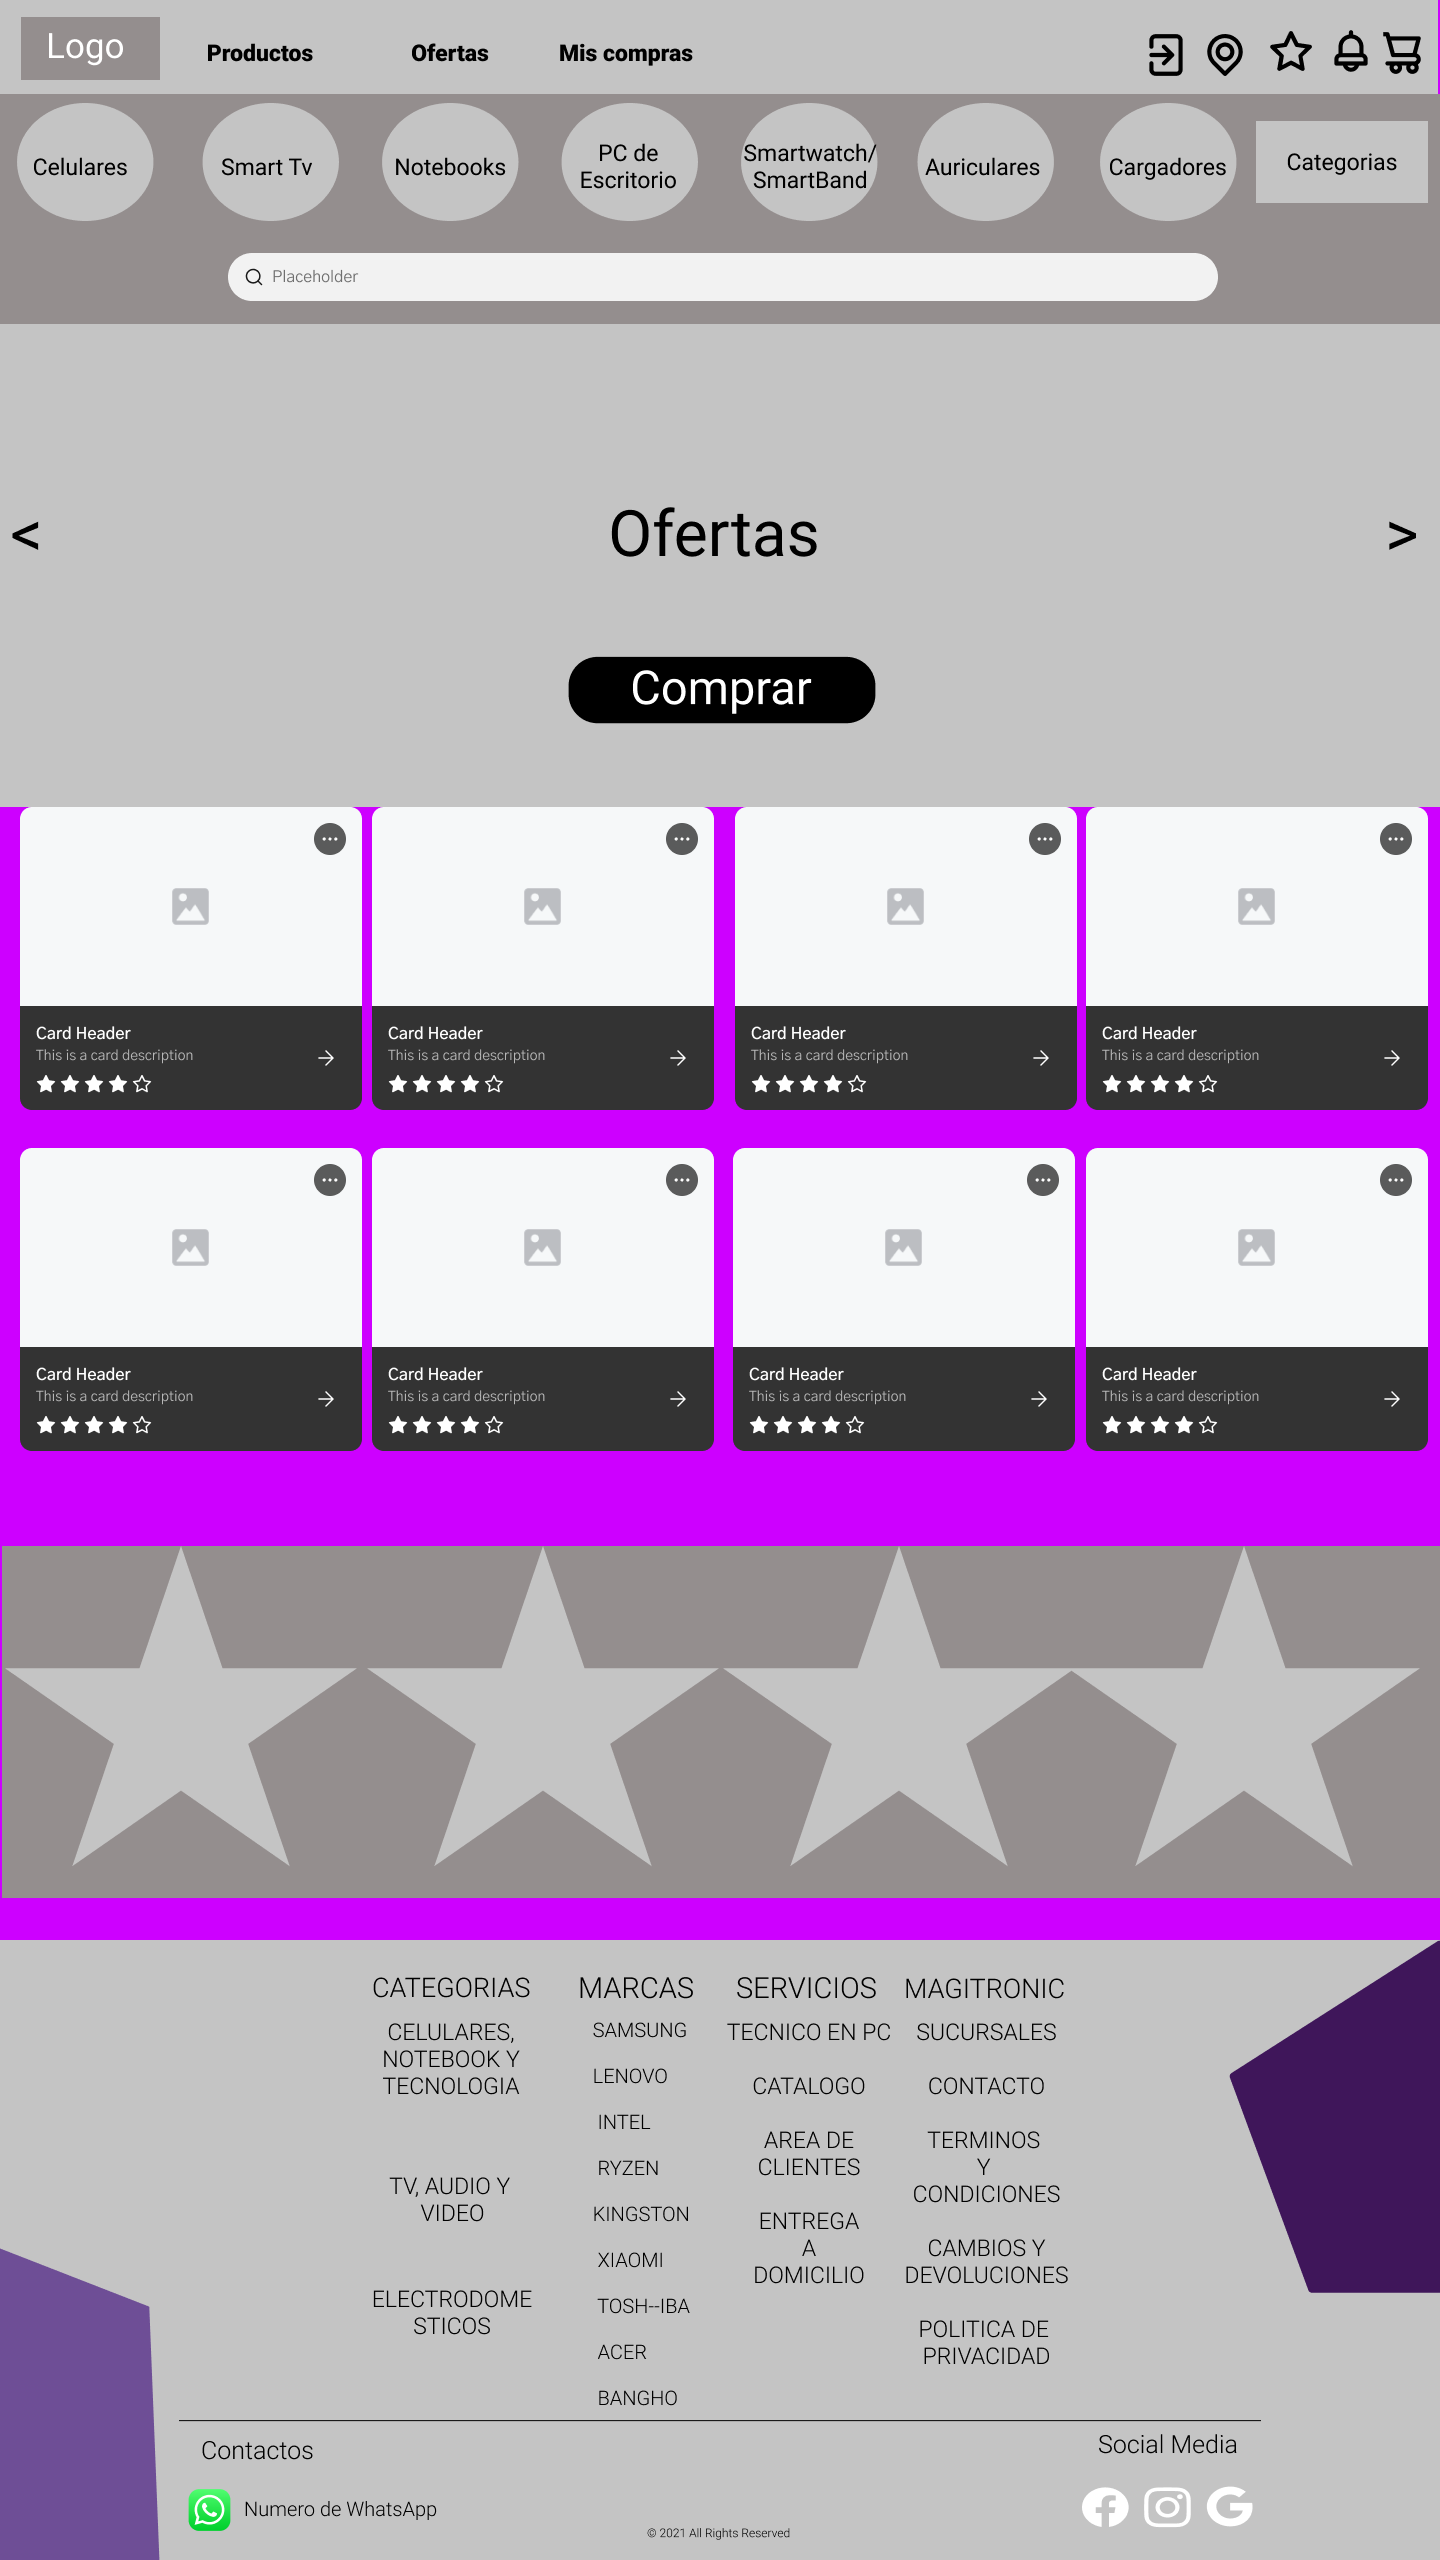 Logo
Productos
Ofertas
Mis compras
Celulares
Smart Tv
Notebooks
PC de
Escritorio
Smartwatch/
SmartBand
Auriculares
Cargadores
Categorias
Placeholder
<
Ofertas
>
Comprar
Card Header
This is a card description
Card Header
This is a card description
Card Header
This is a card description
Card Header
This is a card description
Card Header
This is a card description
Card Header
This is a card description
Card Header
This is a card description
Card Header
This is a card description
CATEGORIAS
CELULARES,
NOTEBOOK Y
TECNOLOGIA
TV, AUDIO Y
VIDEO
ELECTRODOME
STICOS
MARCAS
SAMSUNG
LENOVO
INTEL
RYZEN
KINGSTON
XIAOMI
TOSH--IBA
ACER
BANGHO
SERVICIOS
TECNICO EN PC
CATALOGO
AREA DE
CLIENTES
ENTREGA
A
DOMICILIO
MAGITRONIC
SUCURSALES
CONTACTO
TERMINOS
Y
CONDICIONES
CAMBIOS Y
DEVOLUCIONES
POLITICA DE
PRIVACIDAD
Contactos
Numero de WhatsApp
Social Media
© 2021 All Rights Reserved